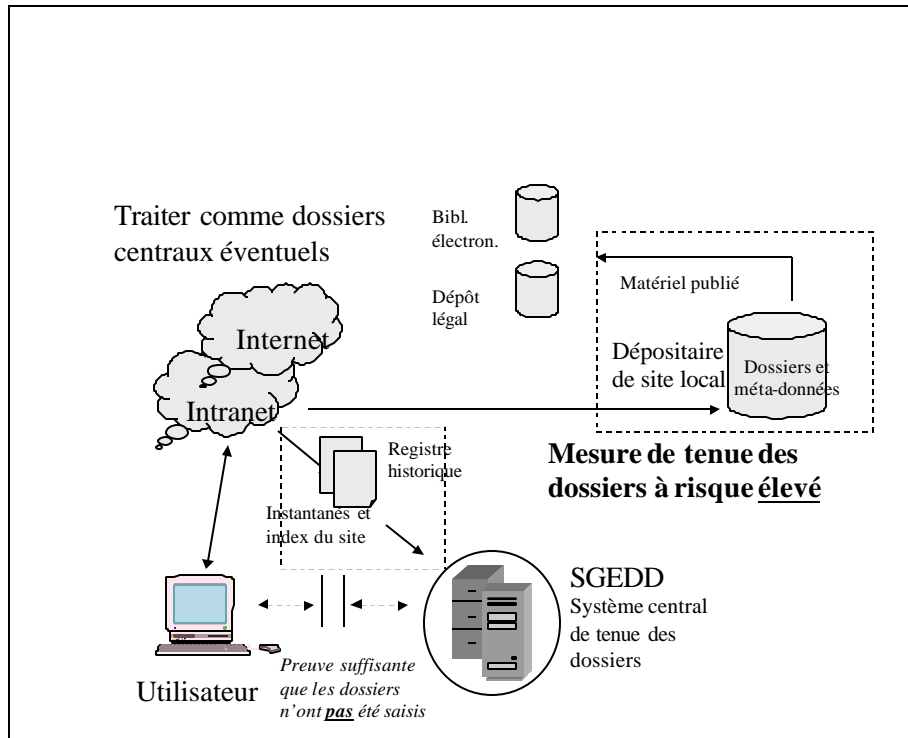 Traiter comme dossiers
centraux éventuels
Bibl.
électron.
Dépôt
légal
Matériel publié
Internet
Intranet
Dépositaire
de site local
Dossiers et
méta-données
Mesure de tenue des
dossiers à risque élevé
Registre
historique
Instantanés et
index du site
SGEDD
Système central
de tenue des
dossiers
Utilisateur
Preuve suffisante
que les dossiers
n'ont pas été saisis